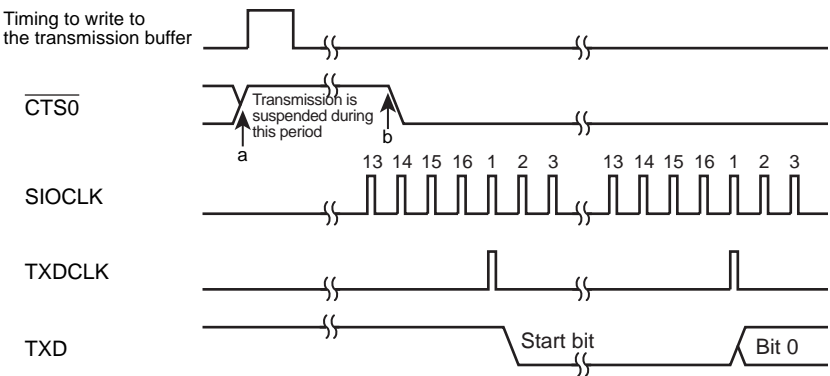 Timing to write to
the transmission buffer
CTS0
Transmission is
suspended during
this period
a
b
13 14 15 16 1 2 3 13 14 15 16 1 2 3
SIOCLK
TXDCLK
TXD
Start bit
Bit 0